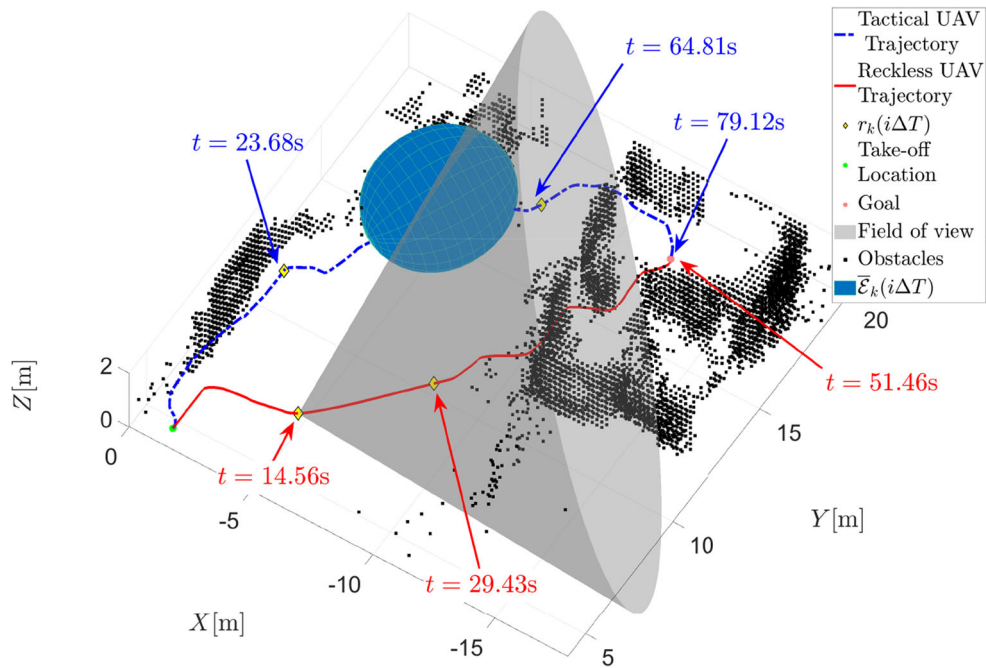 t = 64.81s
t = 79.12s
t = 23.68s
Tactical UAV
Trajectory
Reckless UAV
Trajectory
r_k(iΔT)
Take-off
Location
Goal
Field of view
Obstacles
ℰ̅_k(iΔT)
20
t = 51.46s
15
Z[m]
2
0
0
t = 14.56s
-5
Y[m]
10
t = 29.43s
-10
X[m]
-15
5